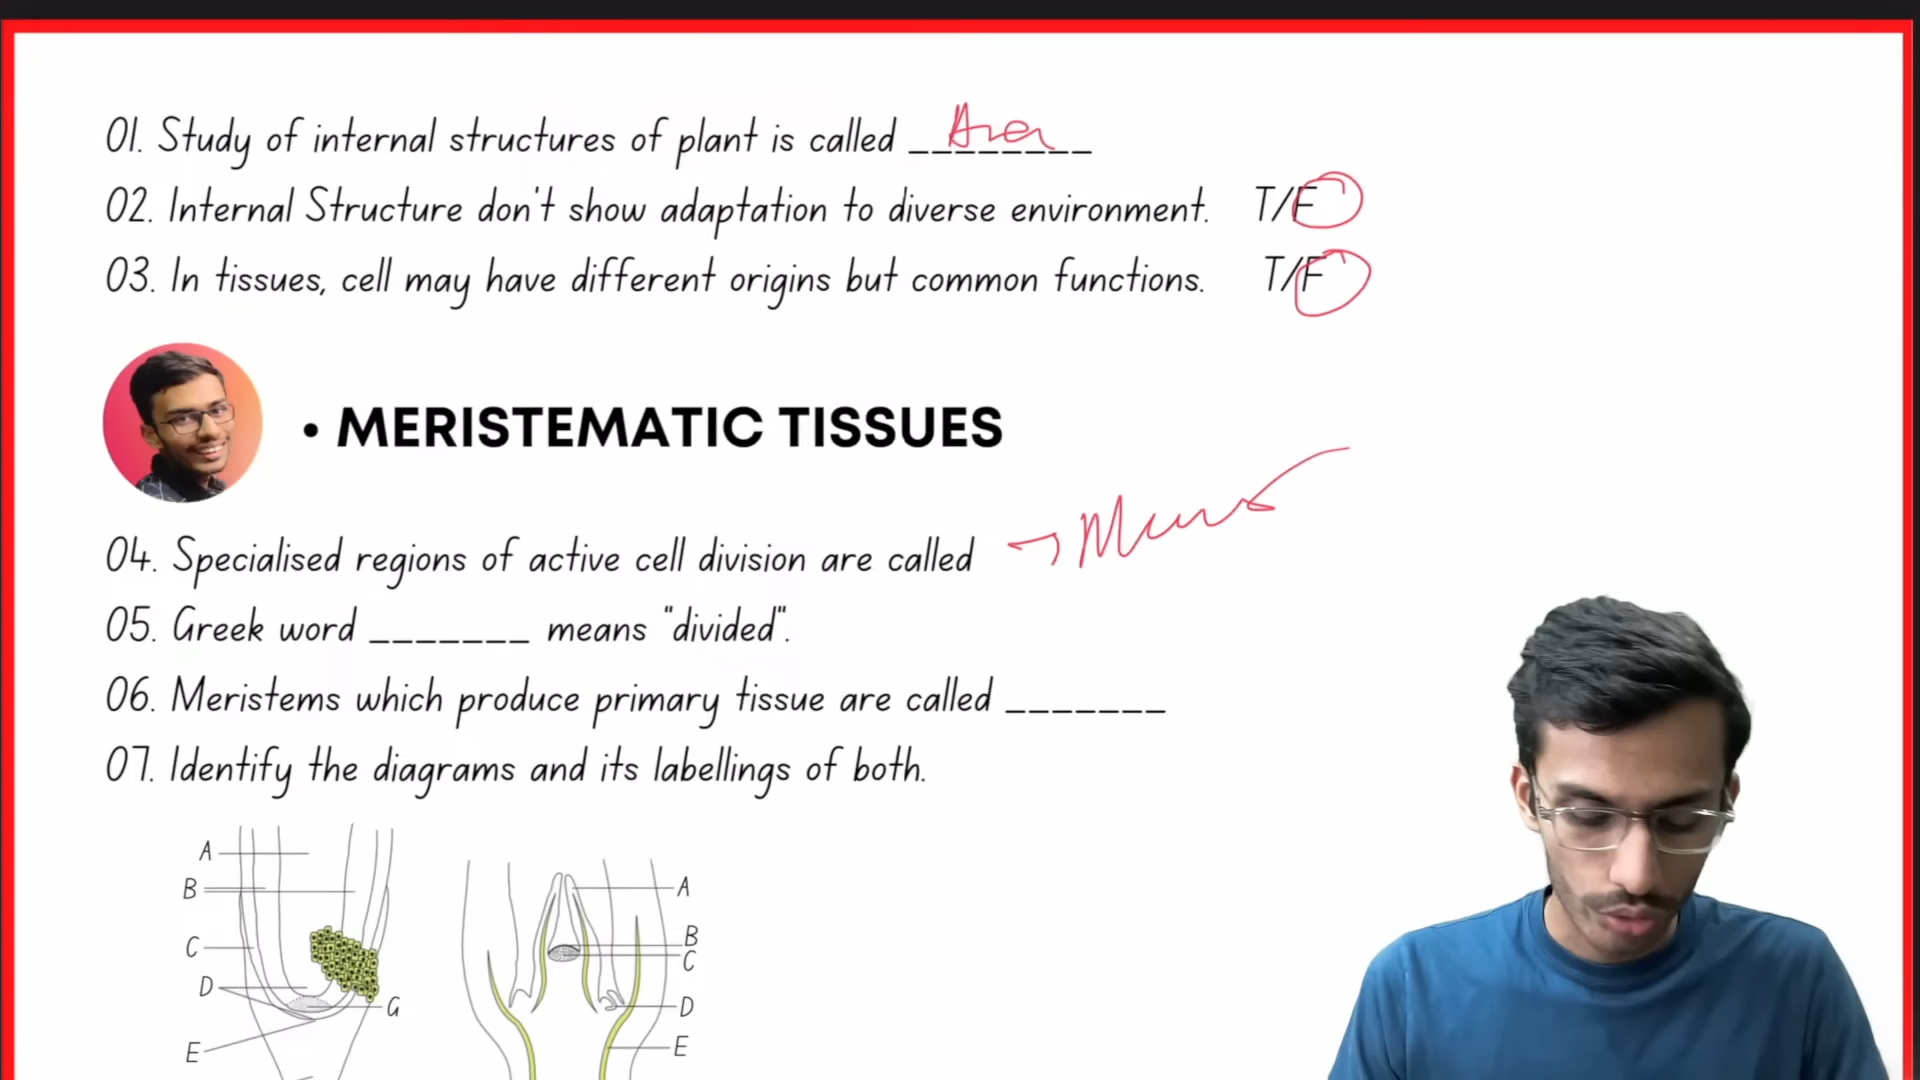 01. Study of internal structures of plant is called ________
02. Internal Structure don't show adaptation to diverse environment. T/F
03. In tissues, cell may have different origins but common functions. T/F
• MERISTEMATIC TISSUES
04. Specialised regions of active cell division are called
05. Greek word _______ means "divided".
06. Meristems which produce primary tissue are called _______
07. Identify the diagrams and its labellings of both.
A
B
C
D
G
E
A
B
C
D
E